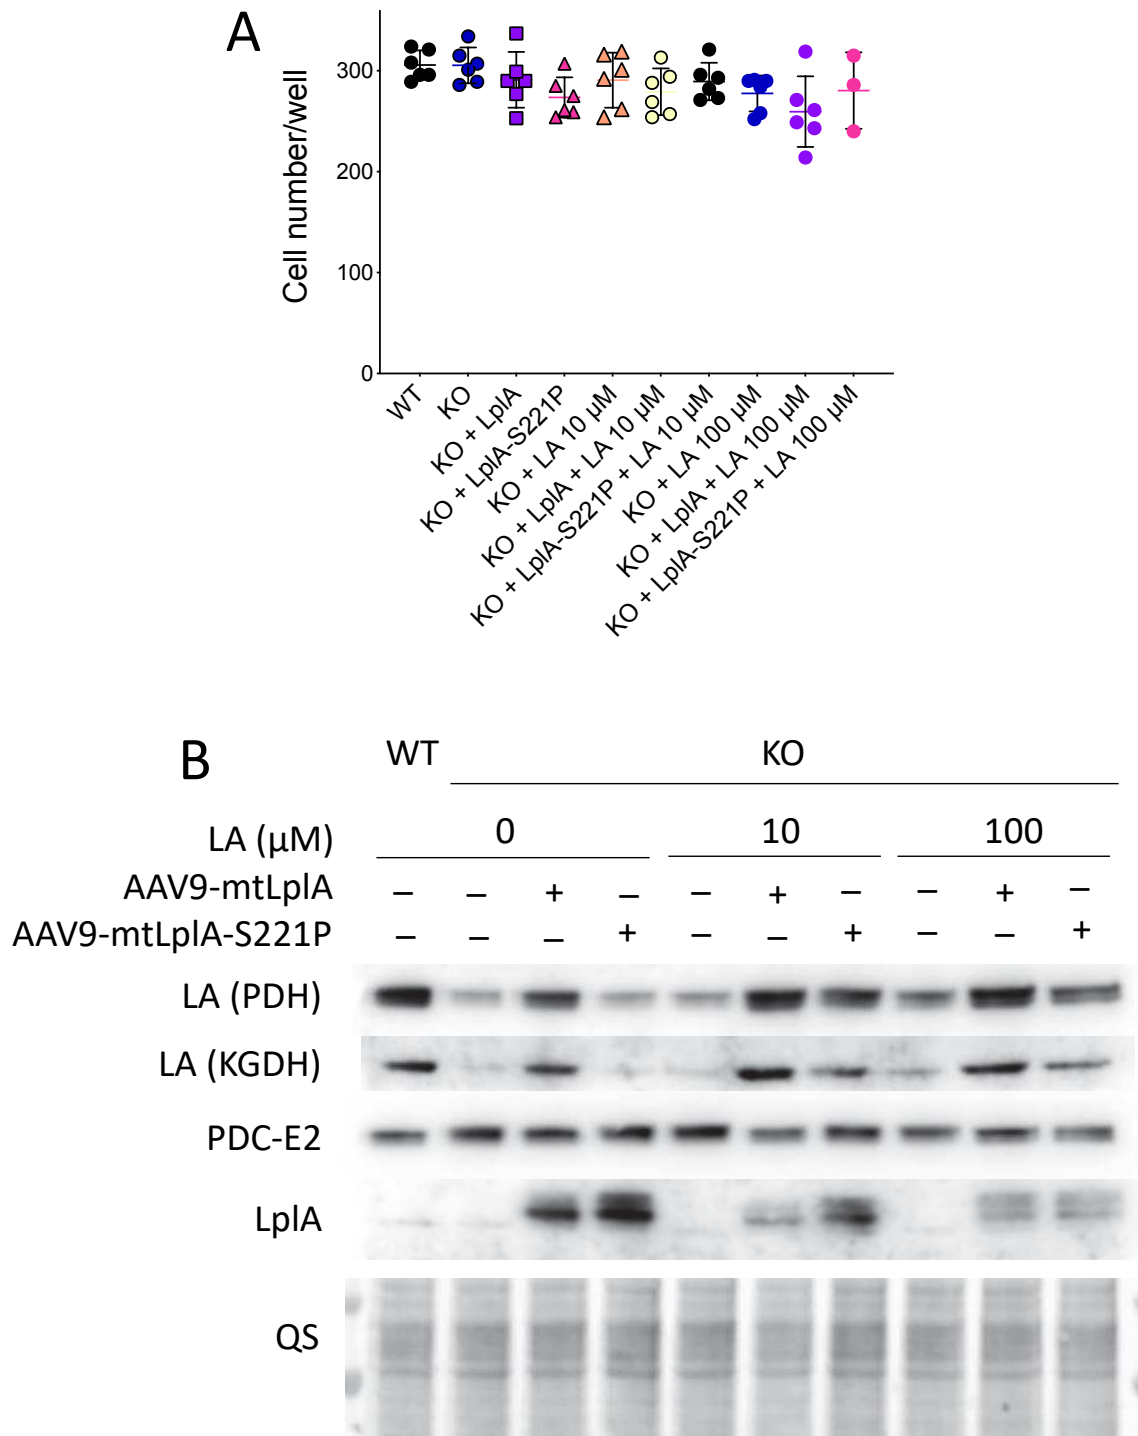 A
Cell number/well
300
200
100
0
WT
KO
KO + LplA
KO + LplA-S221P
KO + LA 10 µM
KO + LplA + LA 10 µM
KO + LplA-S221P + LA 10 µM
KO + LA 100 µM
KO + LplA + LA 100 µM
KO + LplA-S221P + LA 100 µM
B
WT KO
LA (µM) 0 10 100
AAV9-mtLplA – – + – – + – – + –
AAV9-mtLplA-S221P – – – + – – + – – +
LA (PDH)
LA (KGDH)
PDC-E2
LplA
QS